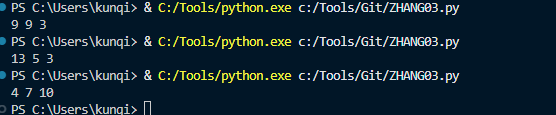 PS C:\Users\kunqi> & C:/Tools/python.exe c:/Tools/Git/ZHANG03.py
9 9 3
PS C:\Users\kunqi> & C:/Tools/python.exe c:/Tools/Git/ZHANG03.py
13 5 3
PS C:\Users\kunqi> & C:/Tools/python.exe c:/Tools/Git/ZHANG03.py
4 7 10
PS C:\Users\kunqi>